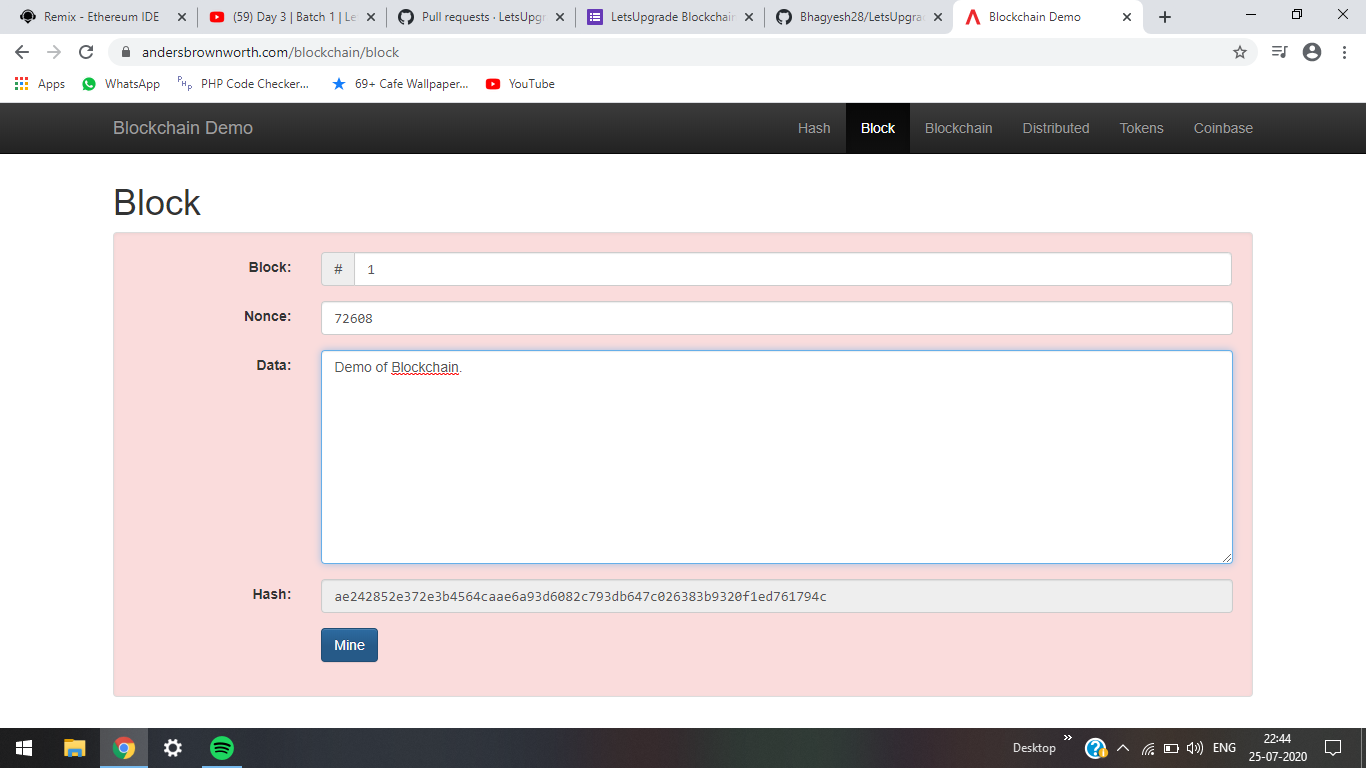 Remix - Ethereum IDE
(59) Day 3 | Batch 1 | Le
Pull requests · LetsUpgr
LetsUpgrade Blockchain
Bhagyesh28/LetsUpgra
Blockchain Demo
andersbrownworth.com/blockchain/block
Apps
WhatsApp
PHP
PHP Code Checker...
69+ Cafe Wallpaper...
YouTube
Blockchain Demo
Hash
Block
Blockchain
Distributed
Tokens
Coinbase
Block
Block:
#
1
Nonce:
72608
Data:
Demo of Blockchain.
Hash:
ae242852e372e3b4564caae6a93d6082c793db647c026383b9320f1ed761794c
Mine
Desktop
ENG
22:44
25-07-2020